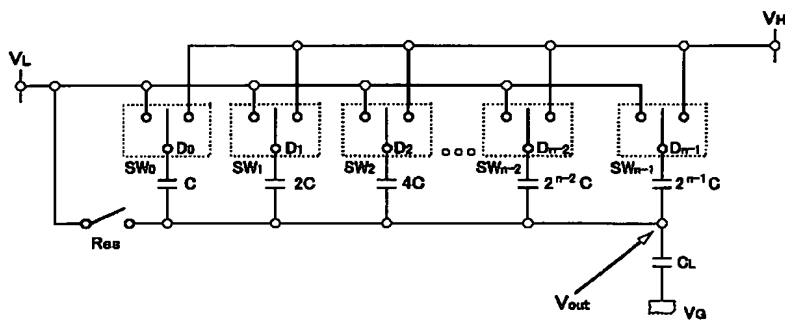 VH
VL
D0 D1 D2 Dn-2 Dn-1
SW0 SW1 SW2 SWn-2 SWn-1
C 2C 4C 2n-2C 2n-1C
Res
CL
Vout
VG